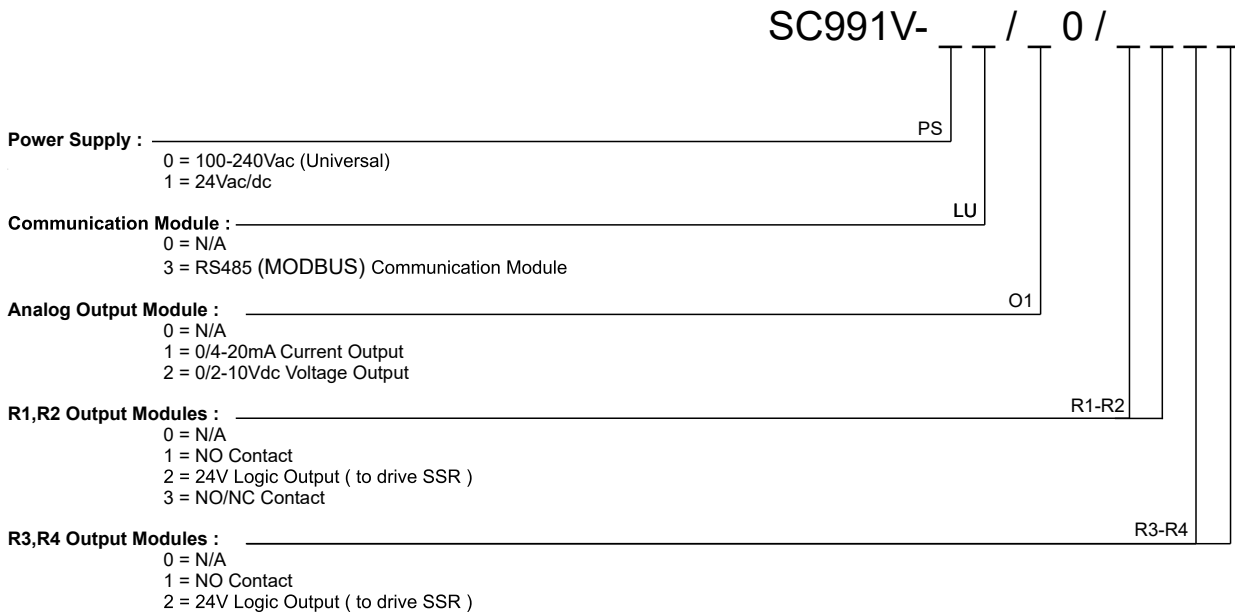 SC991V- _ _ / _ 0 / _ _ _ _
PS
Power Supply :
0 = 100-240Vac (Universal)
1 = 24Vac/dc
LU
Communication Module :
0 = N/A
3 = RS485 (MODBUS) Communication Module
O1
Analog Output Module :
0 = N/A
1 = 0/4-20mA Current Output
2 = 0/2-10Vdc Voltage Output
R1-R2
R1,R2 Output Modules :
0 = N/A
1 = NO Contact
2 = 24V Logic Output ( to drive SSR )
3 = NO/NC Contact
R3-R4
R3,R4 Output Modules :
0 = N/A
1 = NO Contact
2 = 24V Logic Output ( to drive SSR )